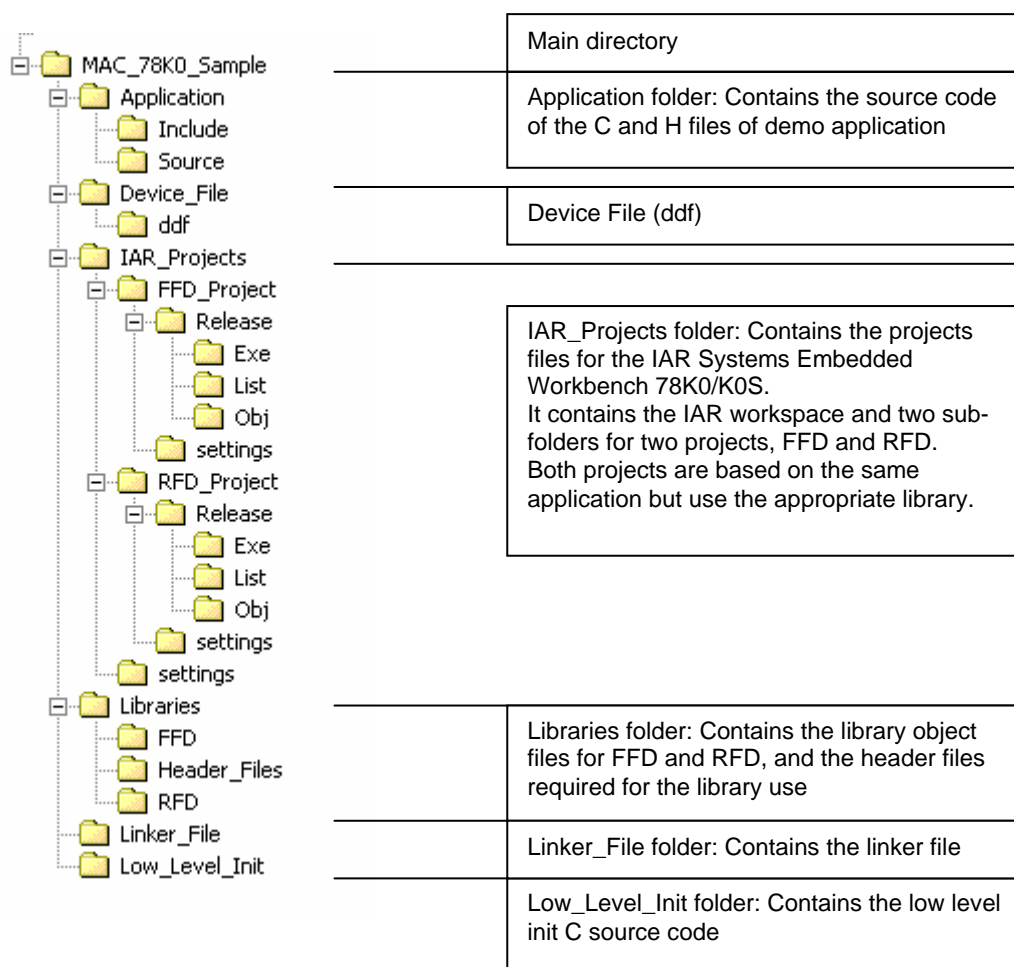 MAC_78K0_Sample
Application
Include
Source
Device_File
ddf
IAR_Projects
FFD_Project
Release
Exe
List
Obj
settings
RFD_Project
Release
Exe
List
Obj
settings
settings
Libraries
FFD
Header_Files
RFD
Linker_File
Low_Level_Init
Main directory
Application folder: Contains the source code
of the C and H files of demo application
Device File (ddf)
IAR_Projects folder: Contains the projects
files for the IAR Systems Embedded
Workbench 78K0/K0S.
It contains the IAR workspace and two sub-
folders for two projects, FFD and RFD.
Both projects are based on the same
application but use the appropriate library.
Libraries folder: Contains the library object
files for FFD and RFD, and the header files
required for the library use
Linker_File folder: Contains the linker file
Low_Level_Init folder: Contains the low level
init C source code